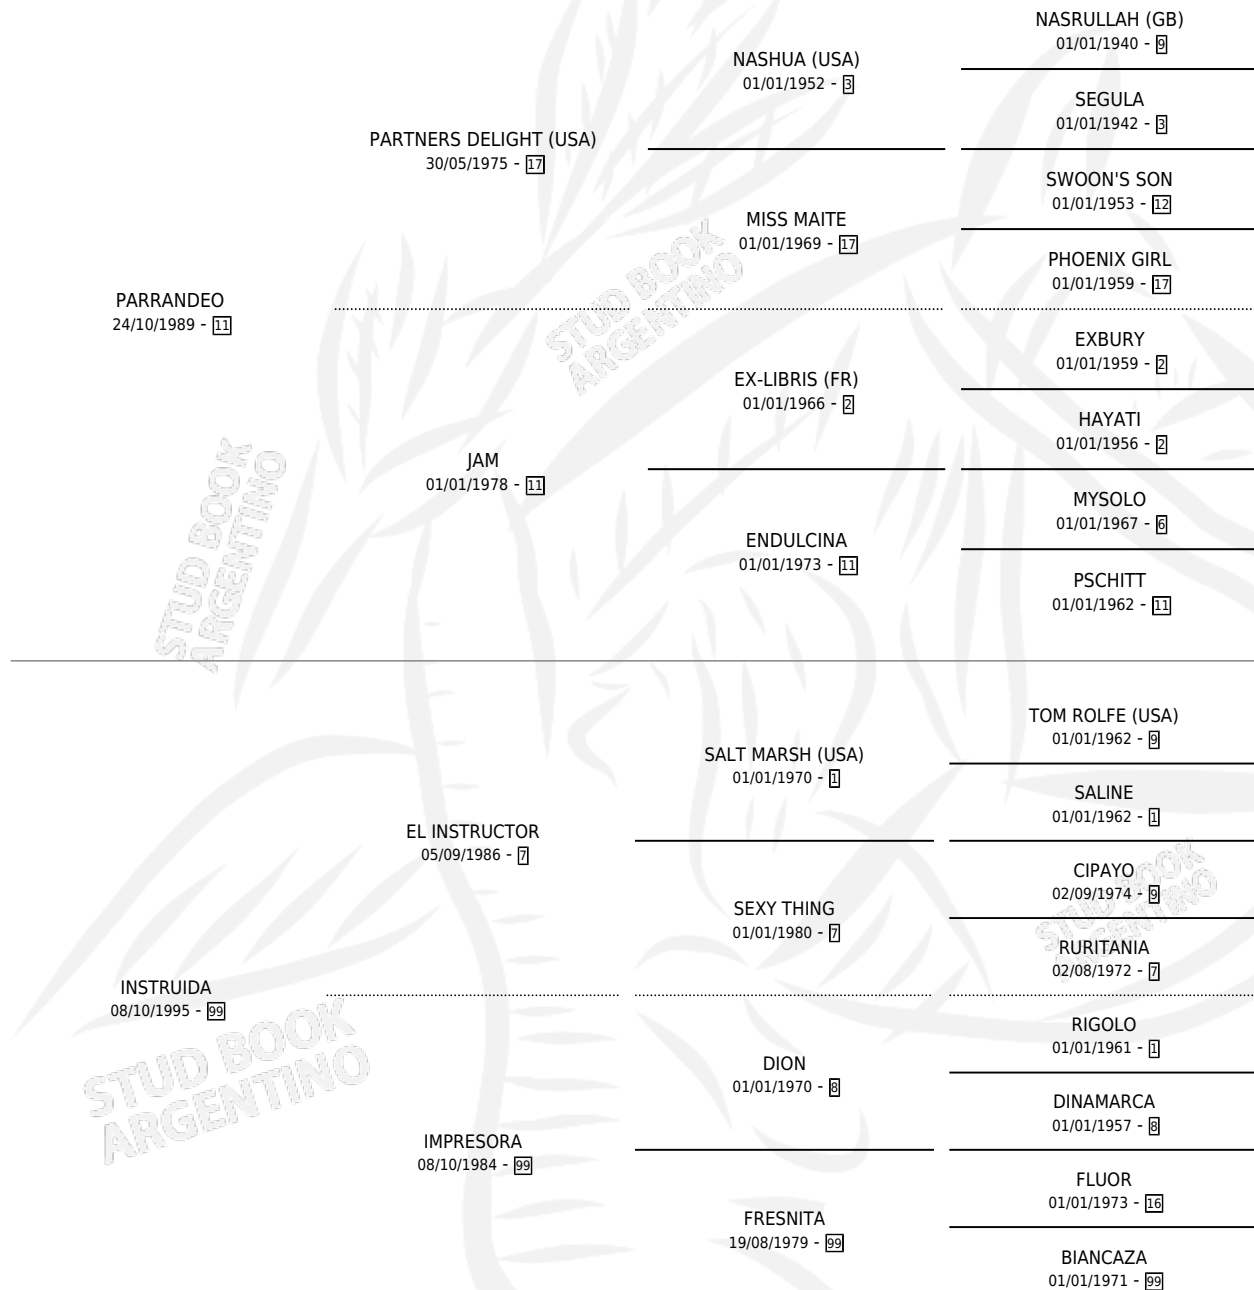 NASRULLAH (GB)
01/01/1940 - 9
NASHUA (USA)
01/01/1952 - 3
SEGULA
01/01/1942 - 3
PARTNERS DELIGHT (USA)
30/05/1975 - 17
SWOON'S SON
01/01/1953 - 12
MISS MAITE
01/01/1969 - 17
PHOENIX GIRL
01/01/1959 - 17
PARRANDEO
24/10/1989 - 11
EXBURY
01/01/1959 - 2
EX-LIBRIS (FR)
01/01/1966 - 2
HAYATI
01/01/1956 - 2
JAM
01/01/1978 - 11
MYSOLO
01/01/1967 - 6
ENDULCINA
01/01/1973 - 11
PSCHITT
01/01/1962 - 11
STUD BOOK
ARGENTINO
STUD BOOK
ARGENTINO
TOM ROLFE (USA)
01/01/1962 - 9
SALT MARSH (USA)
01/01/1970 - 1
SALINE
01/01/1962 - 1
EL INSTRUCTOR
05/09/1986 - 7
CIPAYO
02/09/1974 - 9
SEXY THING
01/01/1980 - 7
RURITANIA
02/08/1972 - 7
INSTRUIDA
08/10/1995 - 99
RIGOLO
01/01/1961 - 1
DION
01/01/1970 - 8
DINAMARCA
01/01/1957 - 8
IMPRESORA
08/10/1984 - 99
FLUOR
01/01/1973 - 16
FRESNITA
19/08/1979 - 99
BIANCAZA
01/01/1971 - 99
STUD BOOK
ARGENTINO
STUD BOOK
ARGENTINO